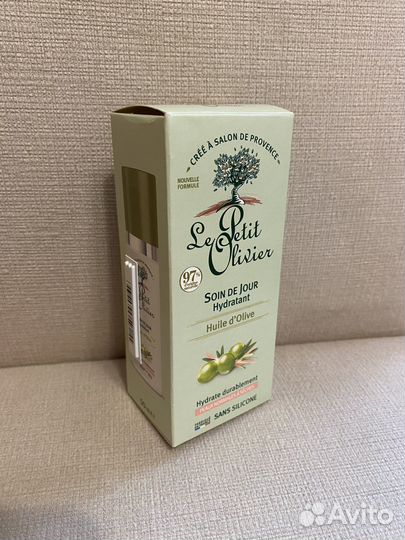 CRÉÉ À SALON DE PROVENCE
NOUVELLE
FORMULE
Le Petit
Olivier
97%
SOIN DE JOUR
Hydratant
Huile d'Olive
Hydrate durablement
SANS SILICONE
Avito